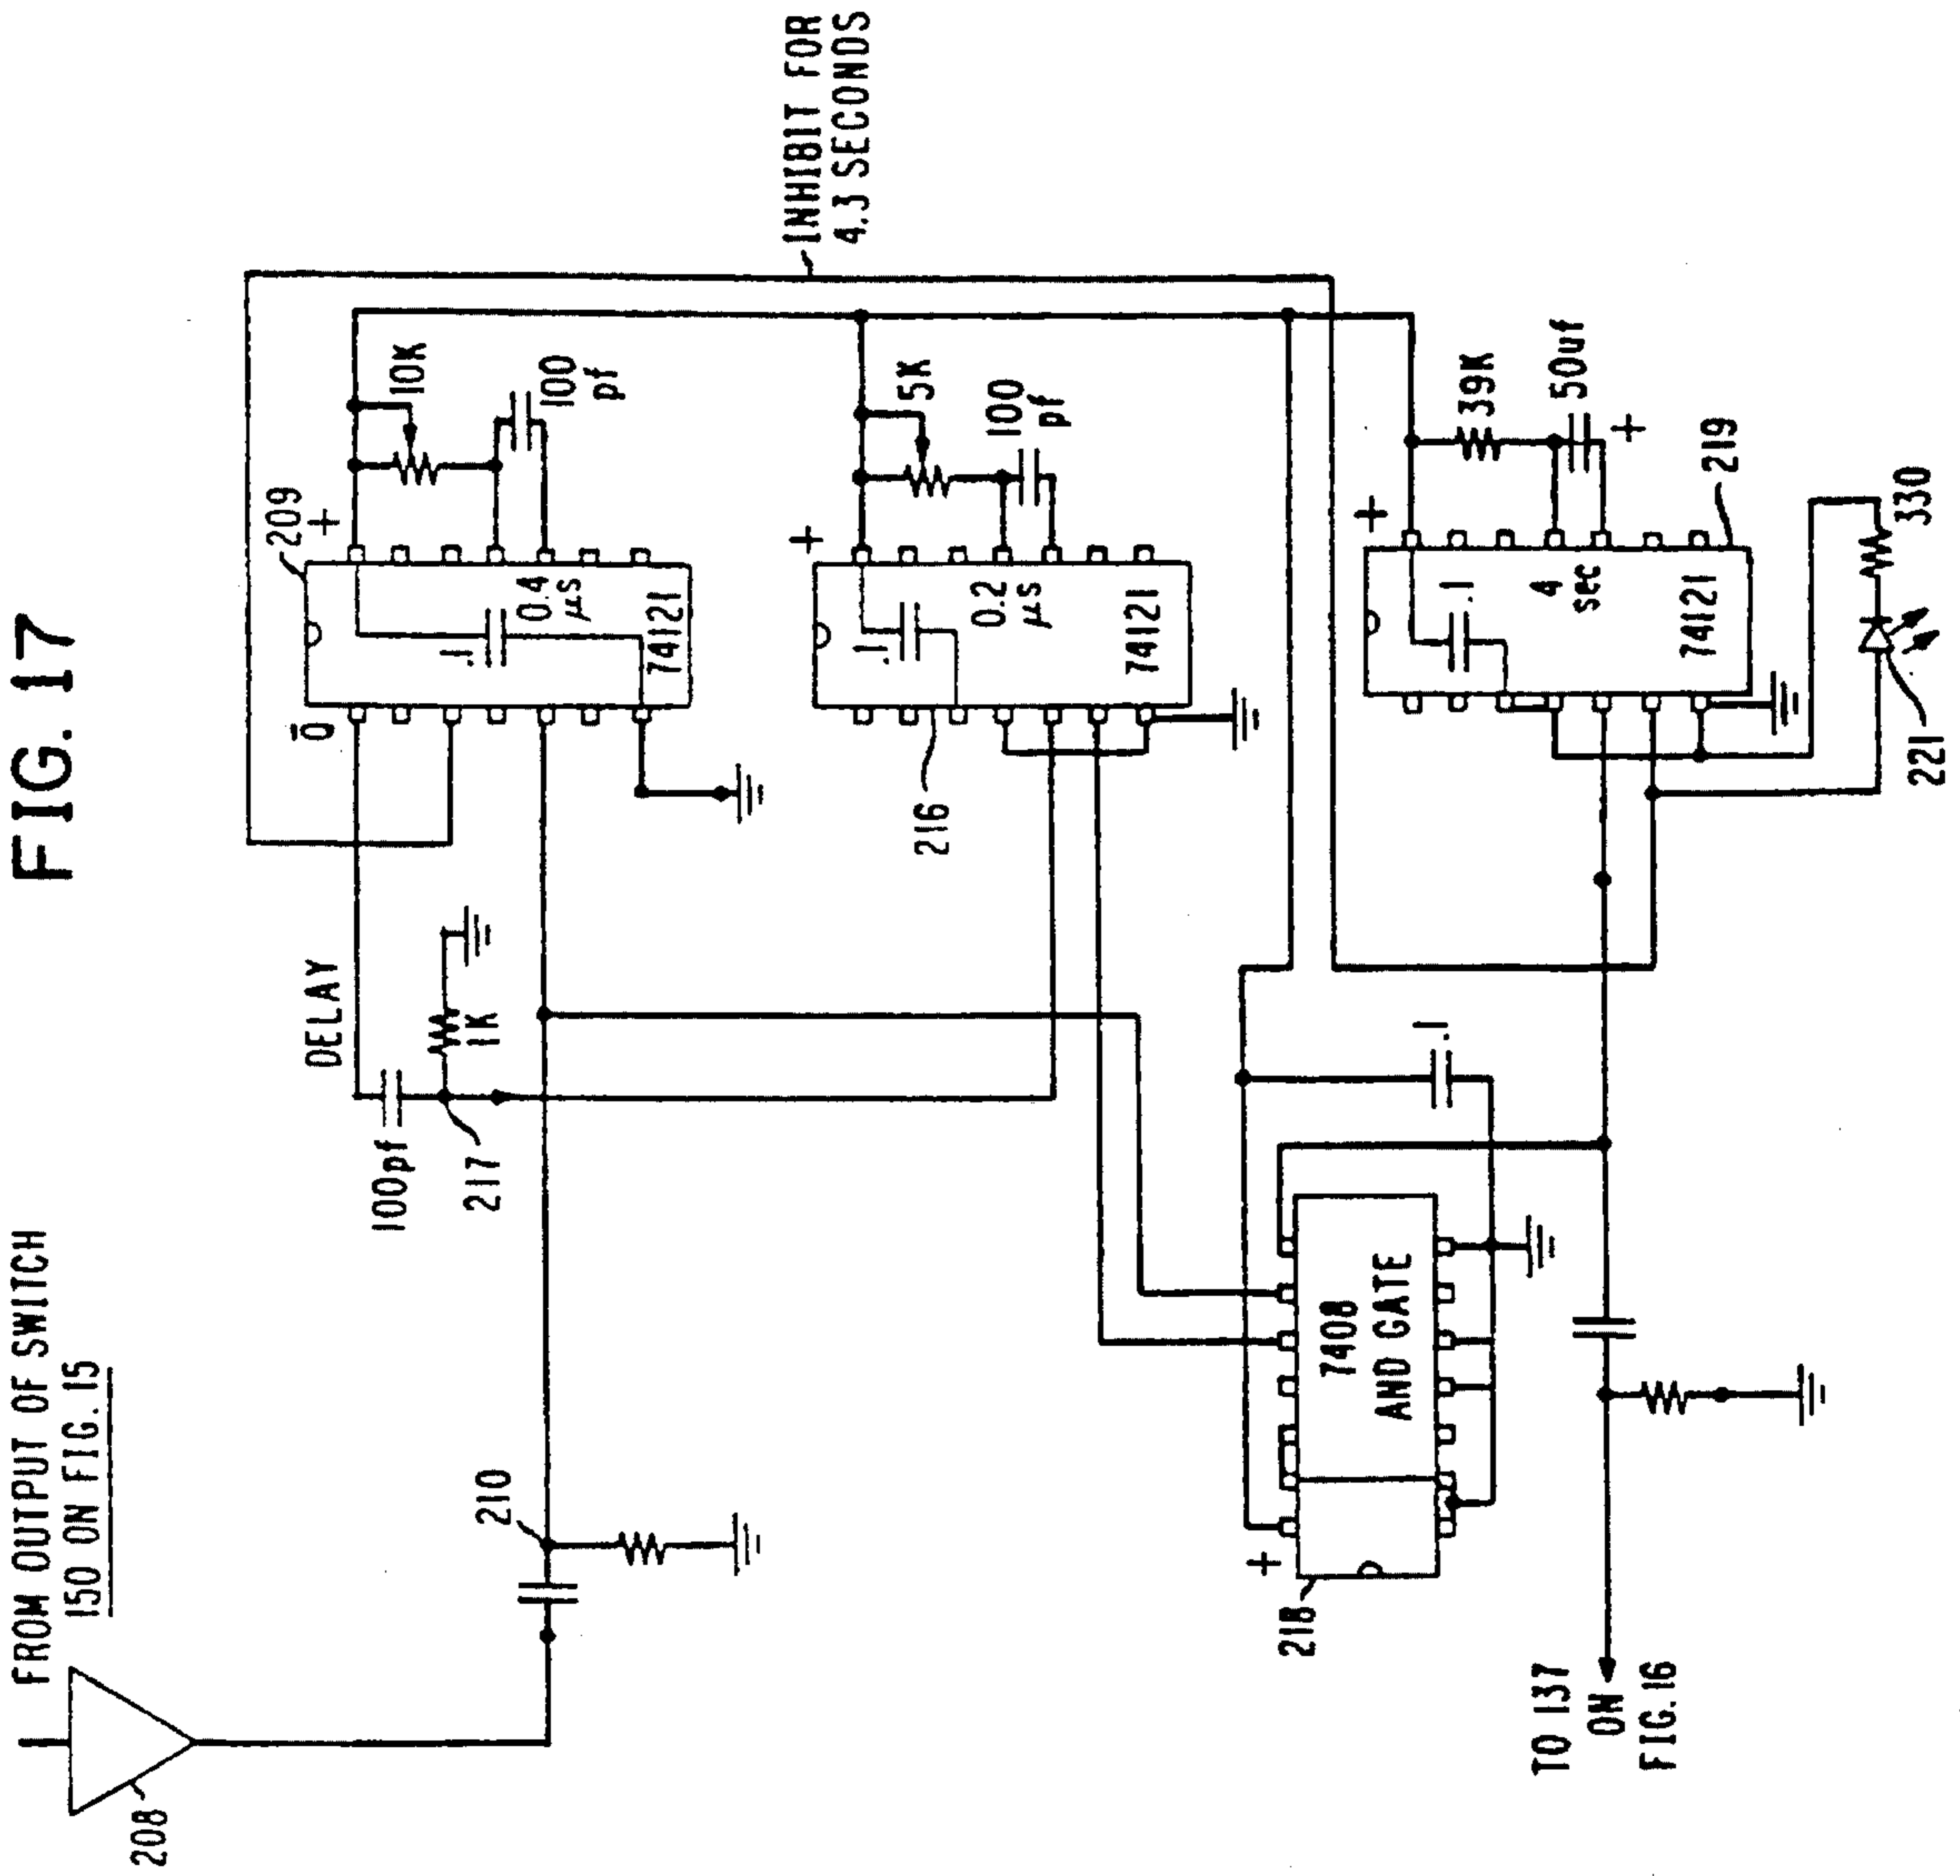 FIG. 17
FROM OUTPUT OF SWITCH
150 ON FIG. 15
208
210
DELAY
100pf
217
1K
Q̅
209
+
.1
0.4
μs
74121
10K
100
pf
INHIBIT FOR
4.3 SECONDS
216
+
.1
0.2
μs
74121
5K
100
pf
+
.1
4
sec
74121
39K
50uf
+
219
221
330
218
+
7408
AND GATE
.1
TO 137
ON
FIG.16